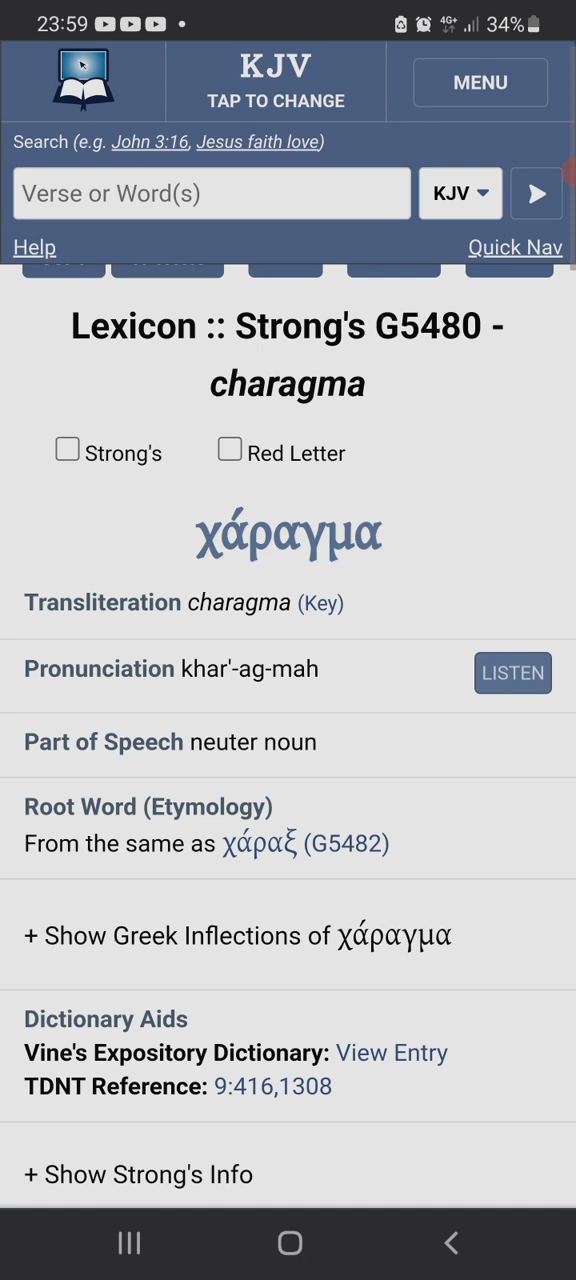 23:59 • 4G+ 34%
KJV
TAP TO CHANGE
MENU
Search (e.g. John 3:16, Jesus faith love)
Verse or Word(s)
KJV
Help
Quick Nav
Lexicon :: Strong's G5480 -
charagma
Strong's
Red Letter
χάραγμα
Transliteration charagma (Key)
Pronunciation khar'-ag-mah
LISTEN
Part of Speech neuter noun
Root Word (Etymology)
From the same as χάραξ (G5482)
+ Show Greek Inflections of χάραγμα
Dictionary Aids
Vine's Expository Dictionary: View Entry
TDNT Reference: 9:416,1308
+ Show Strong's Info